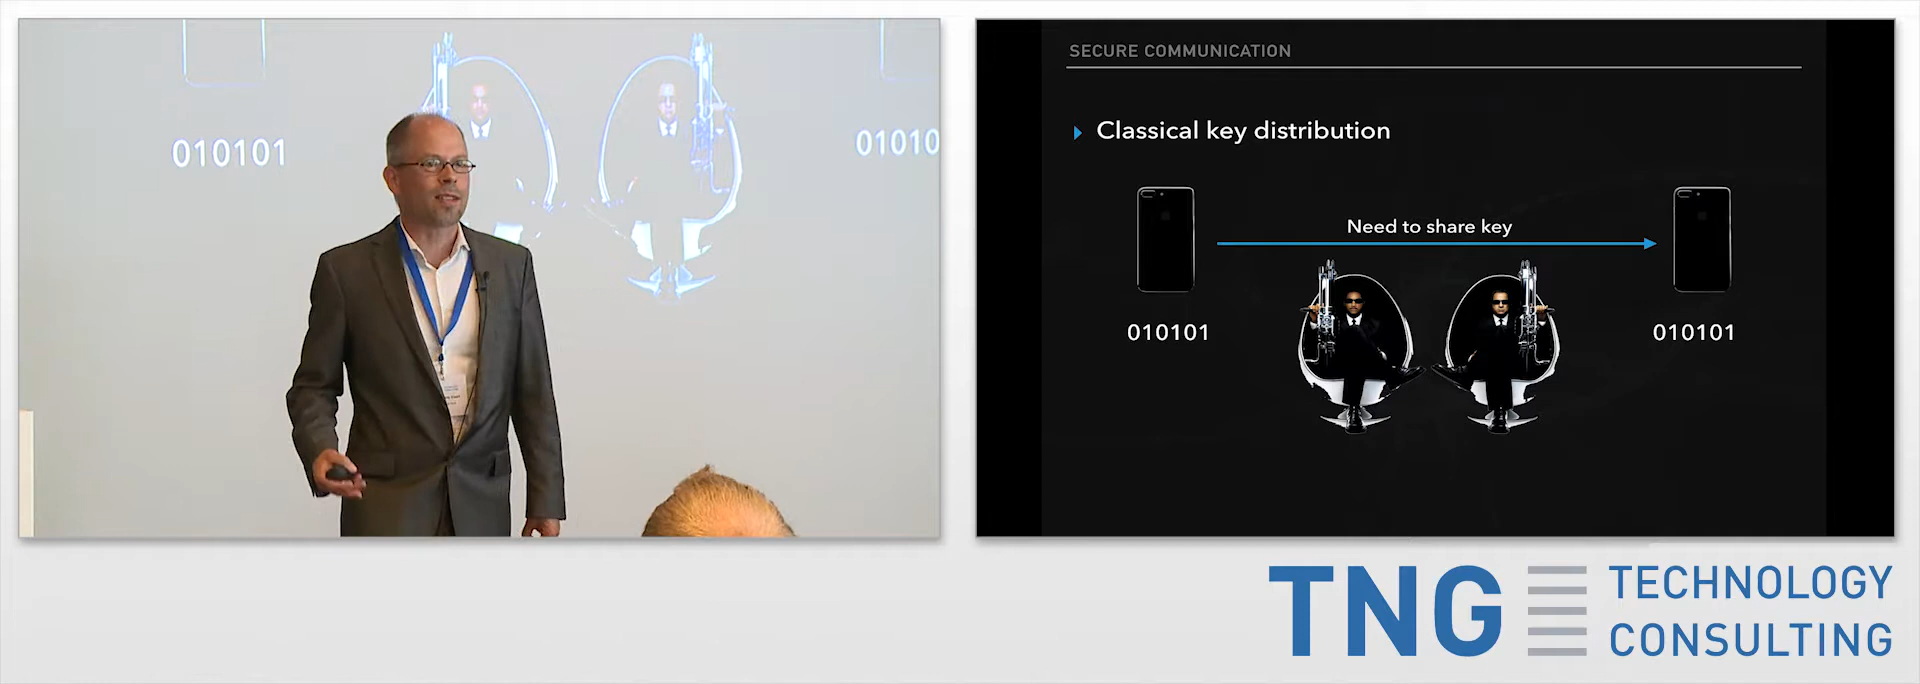 010101
01010
SECURE COMMUNICATION
Classical key distribution
Need to share key
010101
010101
TNG TECHNOLOGY
CONSULTING